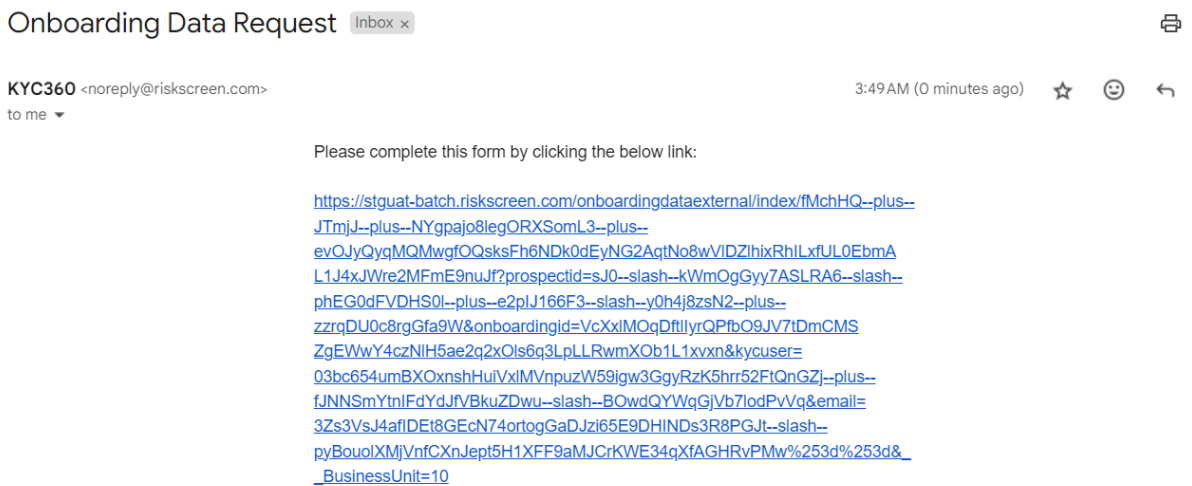 Onboarding Data Request Inbox ×
KYC360 <noreply@riskscreen.com> 3:49 AM (0 minutes ago)
to me
Please complete this form by clicking the below link:
https://stguat-batch.riskscreen.com/onboardingdataexternal/index/fMchHQ--plus--
JTmjJ--plus--NYgpajo8legORXSomL3--plus--
evOJyQyqMQMwgfOQsksFh6NDk0dEyNG2AqtNo8wVlDZlhixRhILxfUL0EbmA
L1J4xJWre2MFmE9nuJf?prospectid=sJ0--slash--kWmOgGyy7ASLRA6--slash--
phEG0dFVDHS0l--plus--e2pIJ166F3--slash--y0h4j8zsN2--plus--
zzrqDU0c8rgGfa9W&onboardingid=VcXxlMOqDftlIyrQPfbO9JV7tDmCMS
ZgEWwY4czNlH5ae2q2xOls6q3LpLLRwmXOb1L1xvxn&kycuser=
03bc654umBXOxnshHuiVxlMVnpuzW59igw3GgyRzK5hrr52FtQnGZj--plus--
fJNNSmYtnIFdYdJfVBkuZDwu--slash--BOwdQYWqGjVb7lodPvVq&email=
3Zs3VsJ4aflDEt8GEcN74ortogGaDJzi65E9DHINDs3R8PGJt--slash--
pyBouolXMjVnfCXnJept5H1XFF9aMJCrKWE34qXfAGHRvPMw%253d%253d&_
_BusinessUnit=10